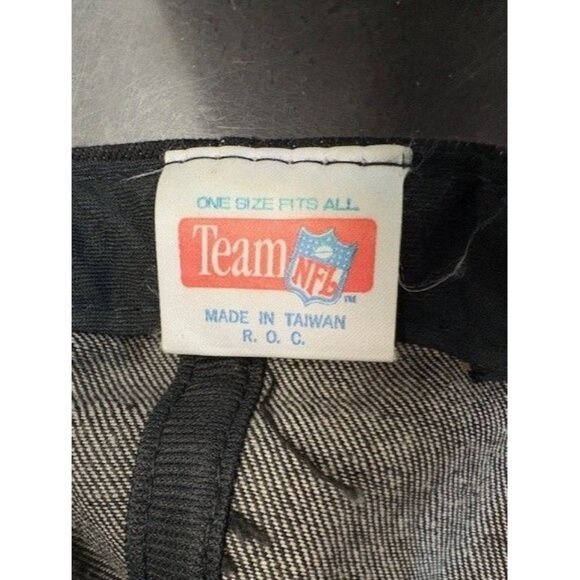 ONE SIZE FITS ALL
Team NFL
TM
MADE IN TAIWAN
R. O. C.